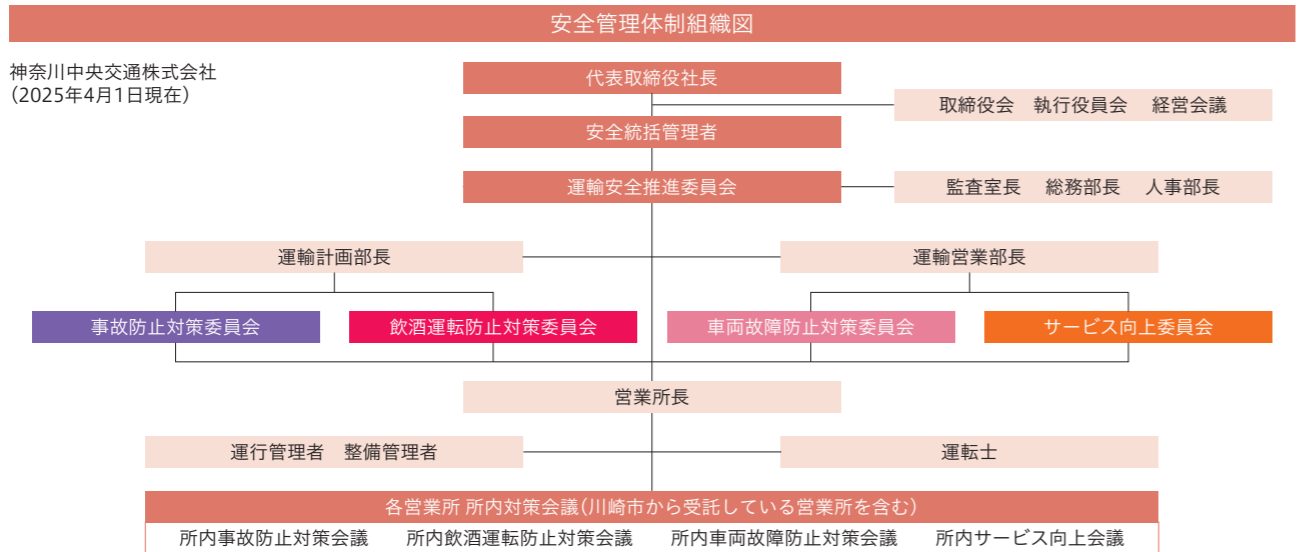 安全管理体制組織図
神奈川中央交通株式会社
（2025年4月1日現在）
代表取締役社長
取締役会　執行役員会　経営会議
安全統括管理者
運輸安全推進委員会
監査室長　総務部長　人事部長
運輸計画部長
運輸営業部長
事故防止対策委員会
飲酒運転防止対策委員会
車両故障防止対策委員会
サービス向上委員会
営業所長
運行管理者　整備管理者
運転士
各営業所 所内対策会議（川崎市から受託している営業所を含む）
所内事故防止対策会議　所内飲酒運転防止対策会議　所内車両故障防止対策会議　所内サービス向上会議